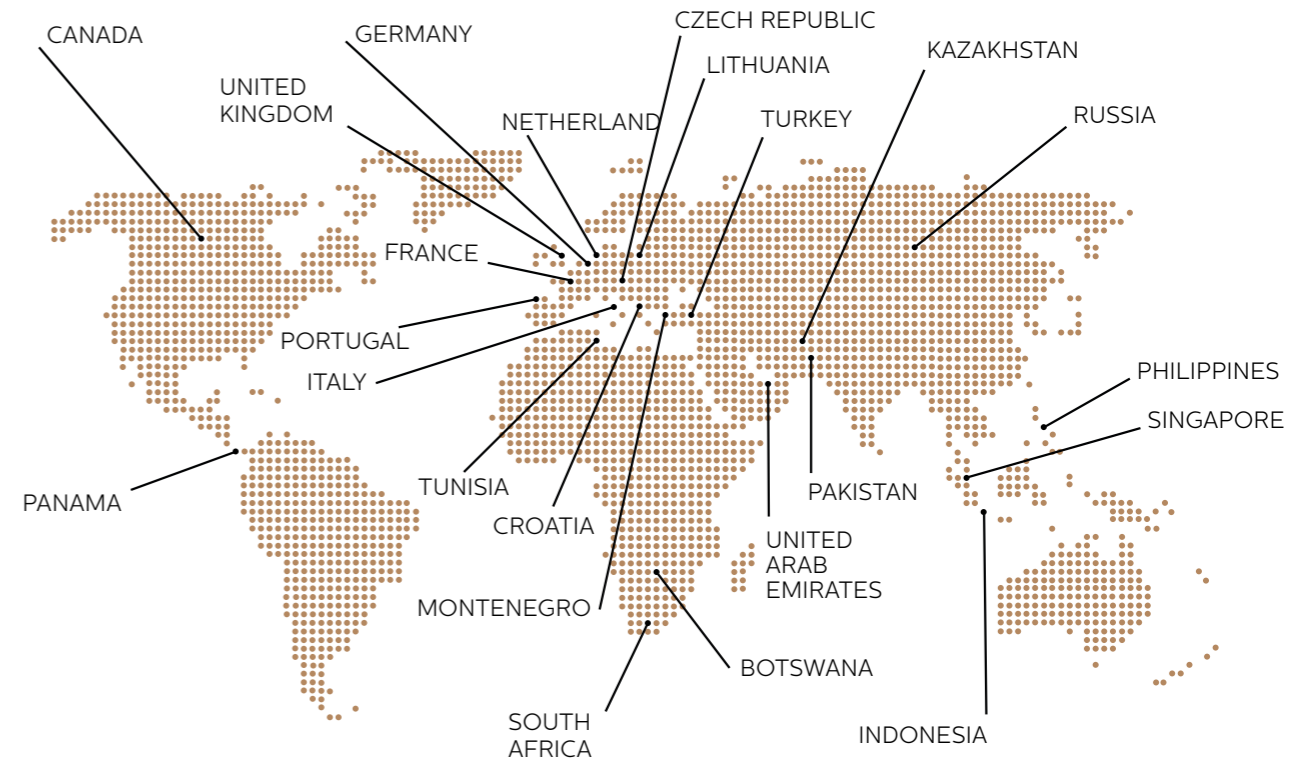 CANADA
GERMANY
CZECH REPUBLIC
KAZAKHSTAN
UNITED
KINGDOM
LITHUANIA
NETHERLAND
TURKEY
RUSSIA
FRANCE
PORTUGAL
ITALY
PHILIPPINES
SINGAPORE
PANAMA
TUNISIA
CROATIA
PAKISTAN
UNITED
ARAB
EMIRATES
MONTENEGRO
BOTSWANA
SOUTH
AFRICA
INDONESIA